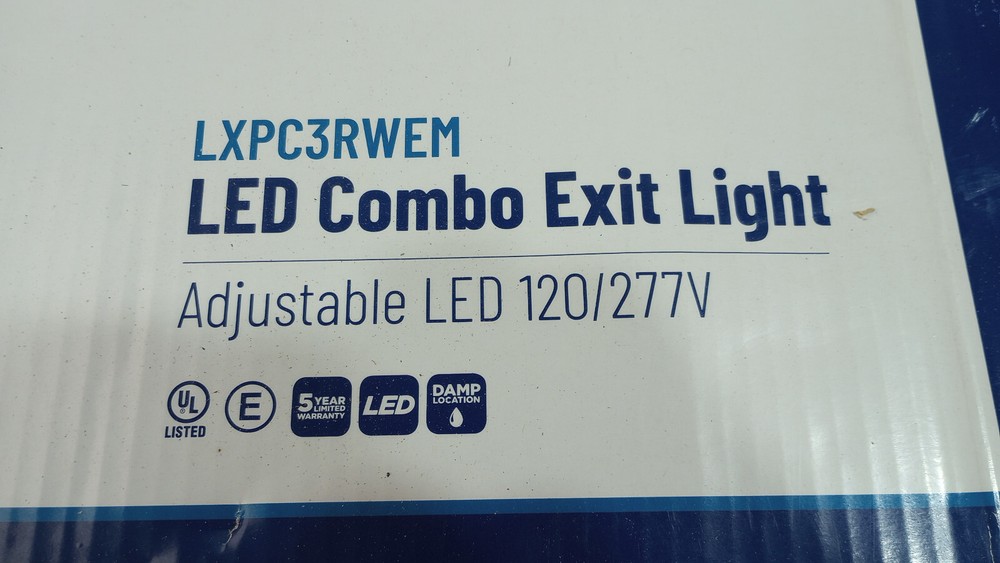 LXPC3RWEM
LED Combo Exit Light
Adjustable LED 120/277V
UL
LISTED
E
5 YEAR
LIMITED
WARRANTY
LED
DAMP
LOCATION